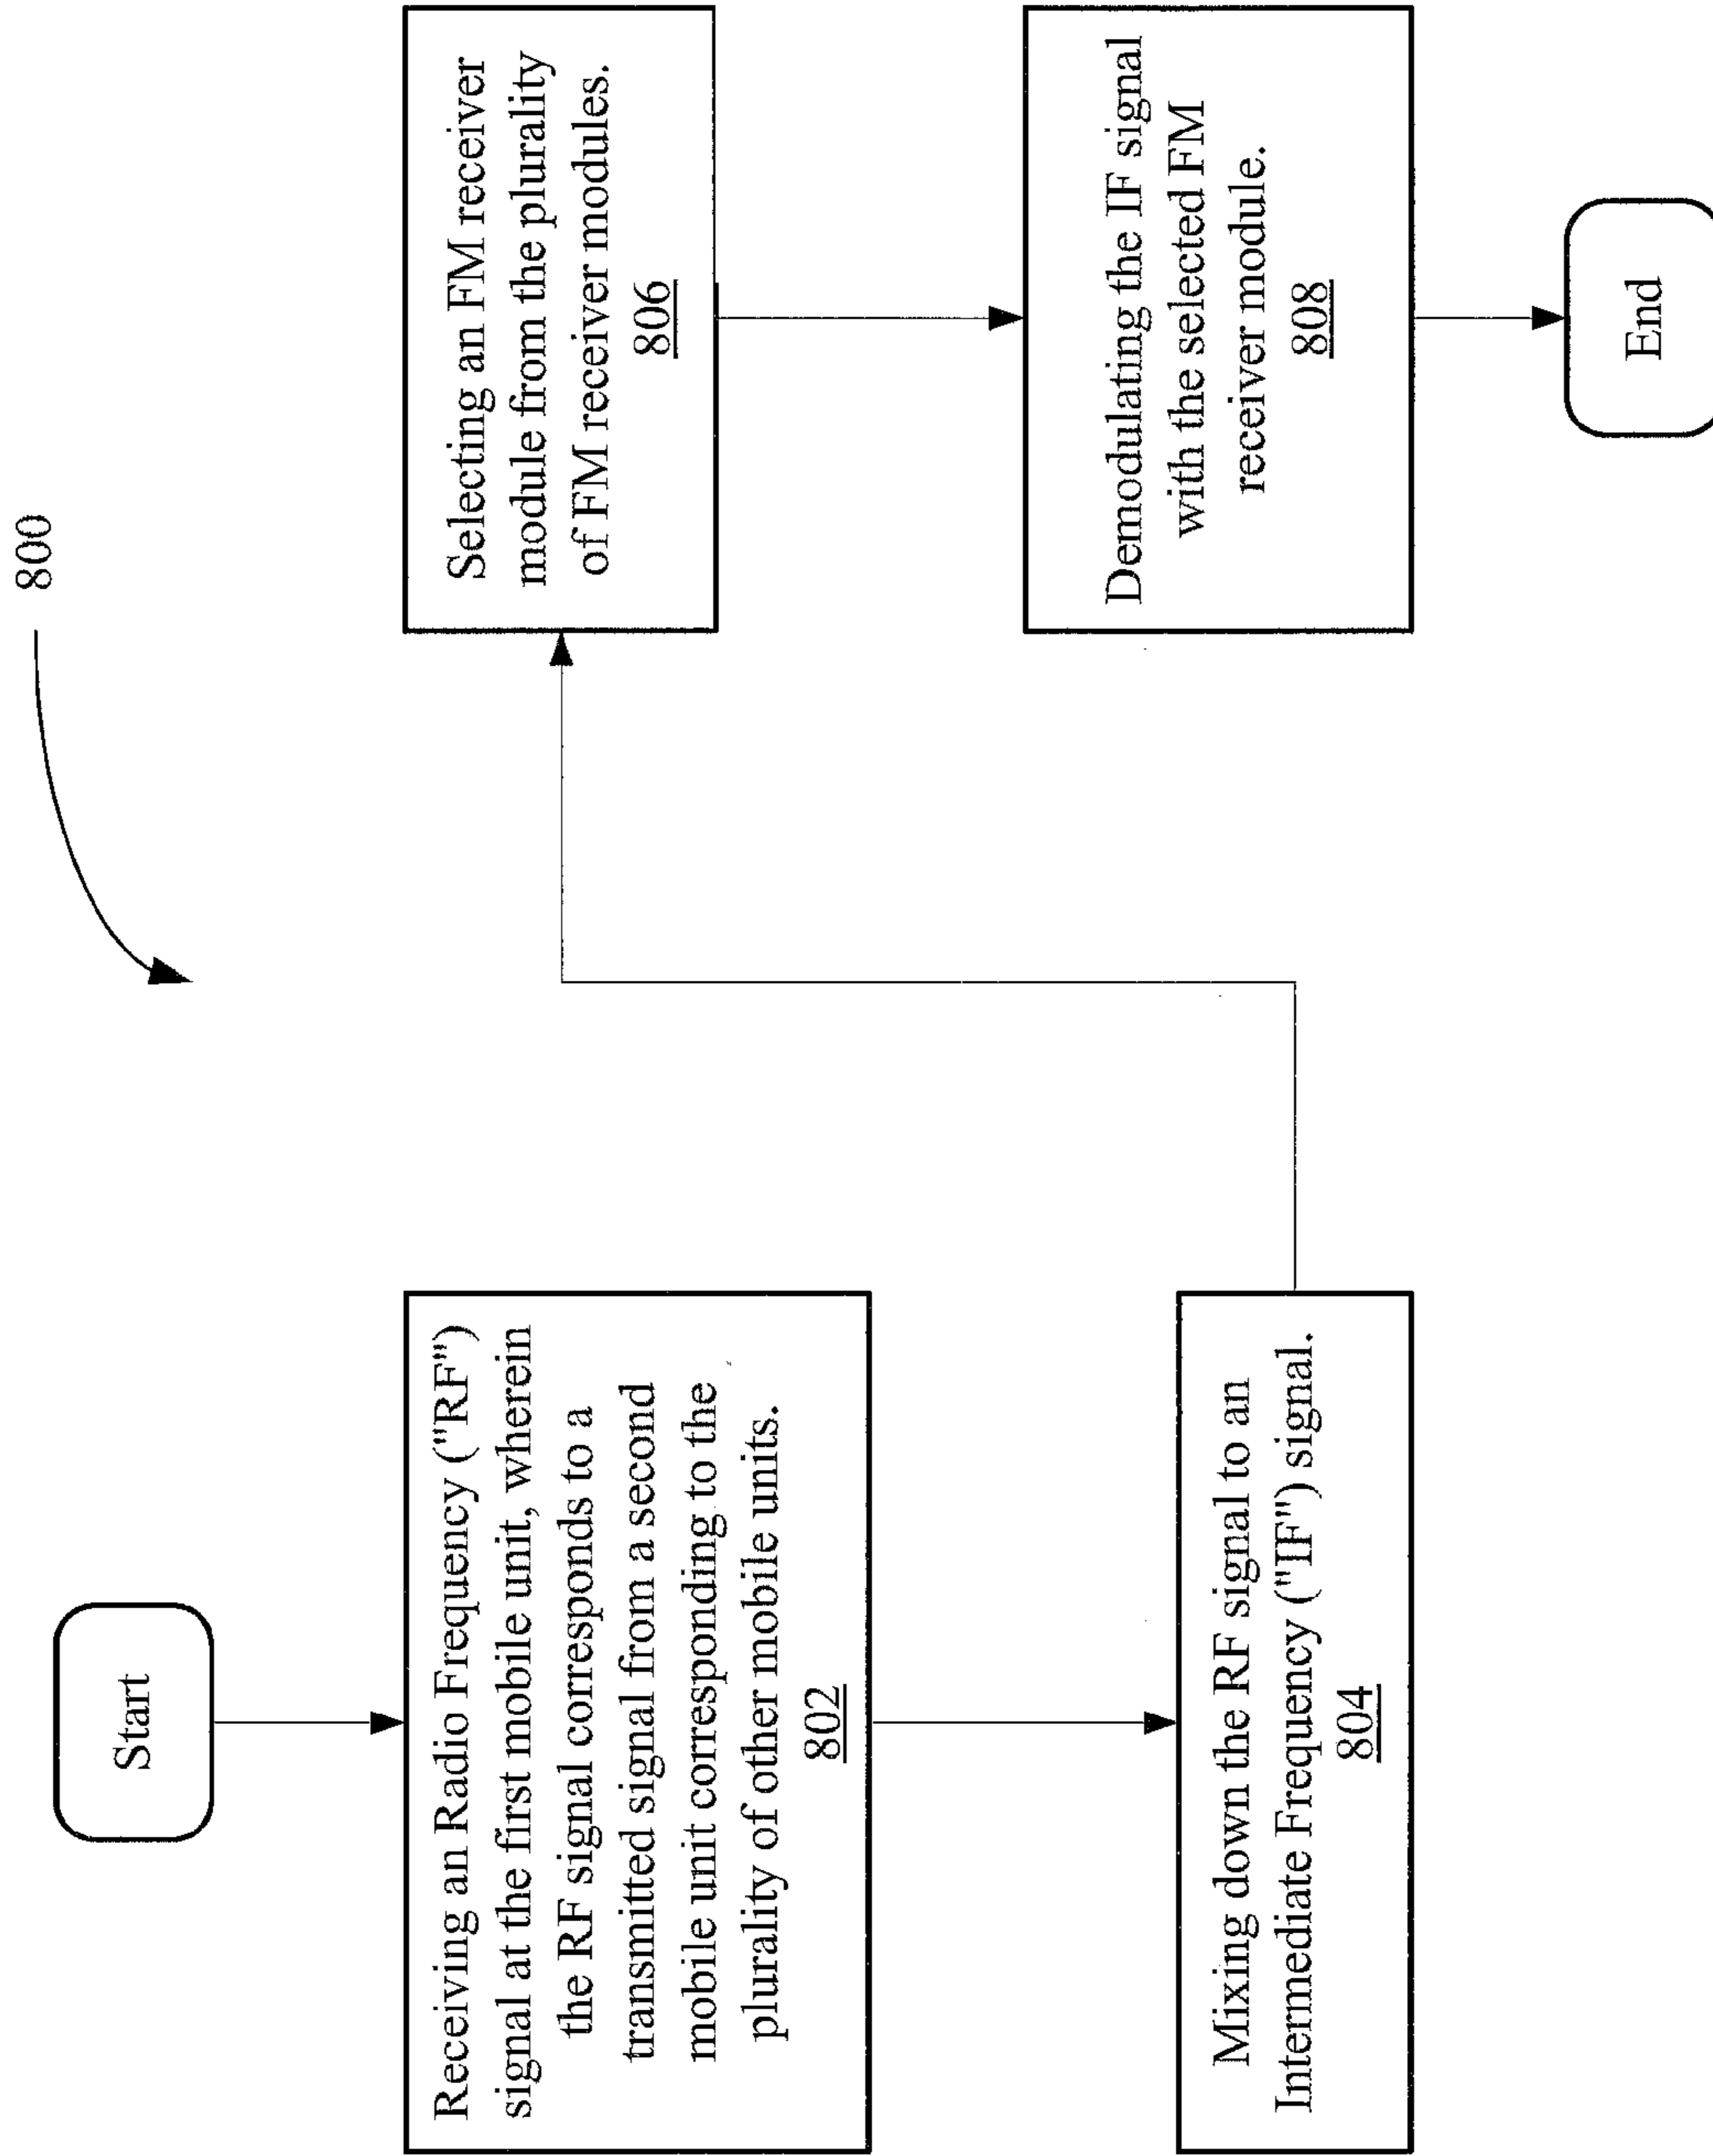 800
Start
Receiving an Radio Frequency ("RF")
signal at the first mobile unit, wherein
the RF signal corresponds to a
transmitted signal from a second
mobile unit corresponding to the
plurality of other mobile units.
802
Mixing down the RF signal to an
Intermediate Frequency ("IF") signal.
804
Selecting an FM receiver
module from the plurality
of FM receiver modules.
806
Demodulating the IF signal
with the selected FM
receiver module.
808
End